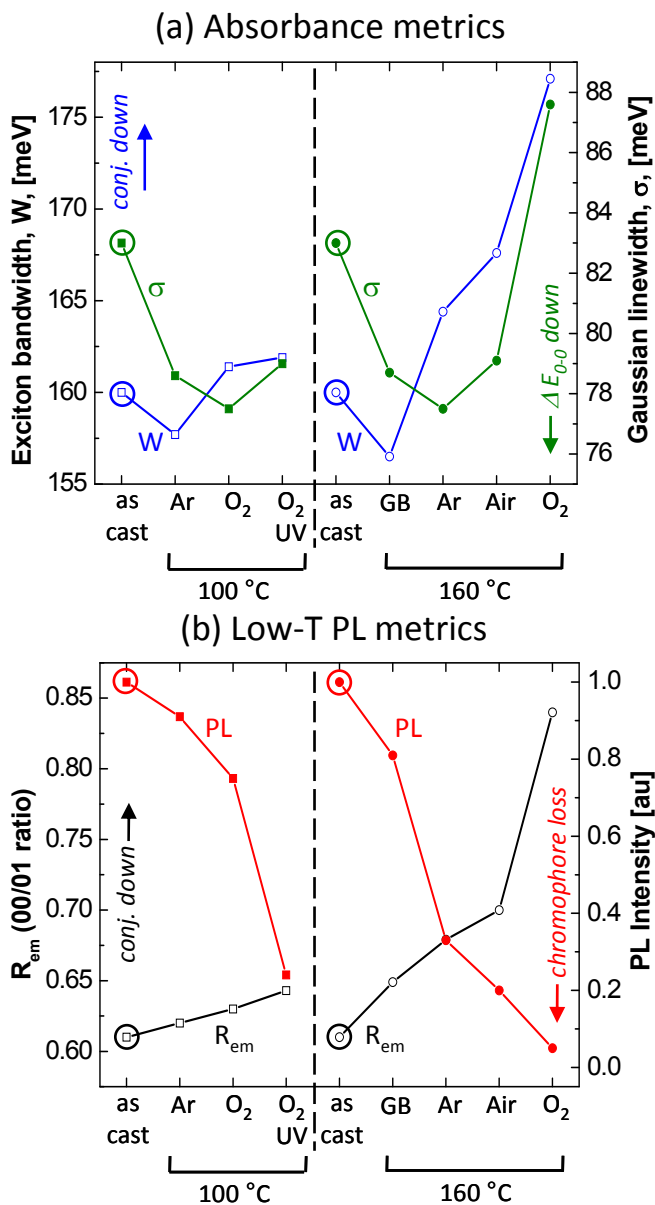 (a) Absorbance metrics
Exciton bandwidth, W, [meV]
175
170
165
160
155
conj. down
σ
W
σ
W
ΔE0-0 down
88
86
84
82
80
78
76
Gaussian linewidth, σ, [meV]
as cast
Ar
O2
O2 UV
as cast
GB
Ar
Air
O2
100 °C
160 °C
(b) Low-T PL metrics
Rem (00/01 ratio)
0.85
0.80
0.75
0.70
0.65
0.60
conj. down
PL
Rem
PL
Rem
chromophore loss
1.0
0.8
0.6
0.4
0.2
0.0
PL Intensity [au]
as cast
Ar
O2
O2 UV
as cast
GB
Ar
Air
O2
100 °C
160 °C